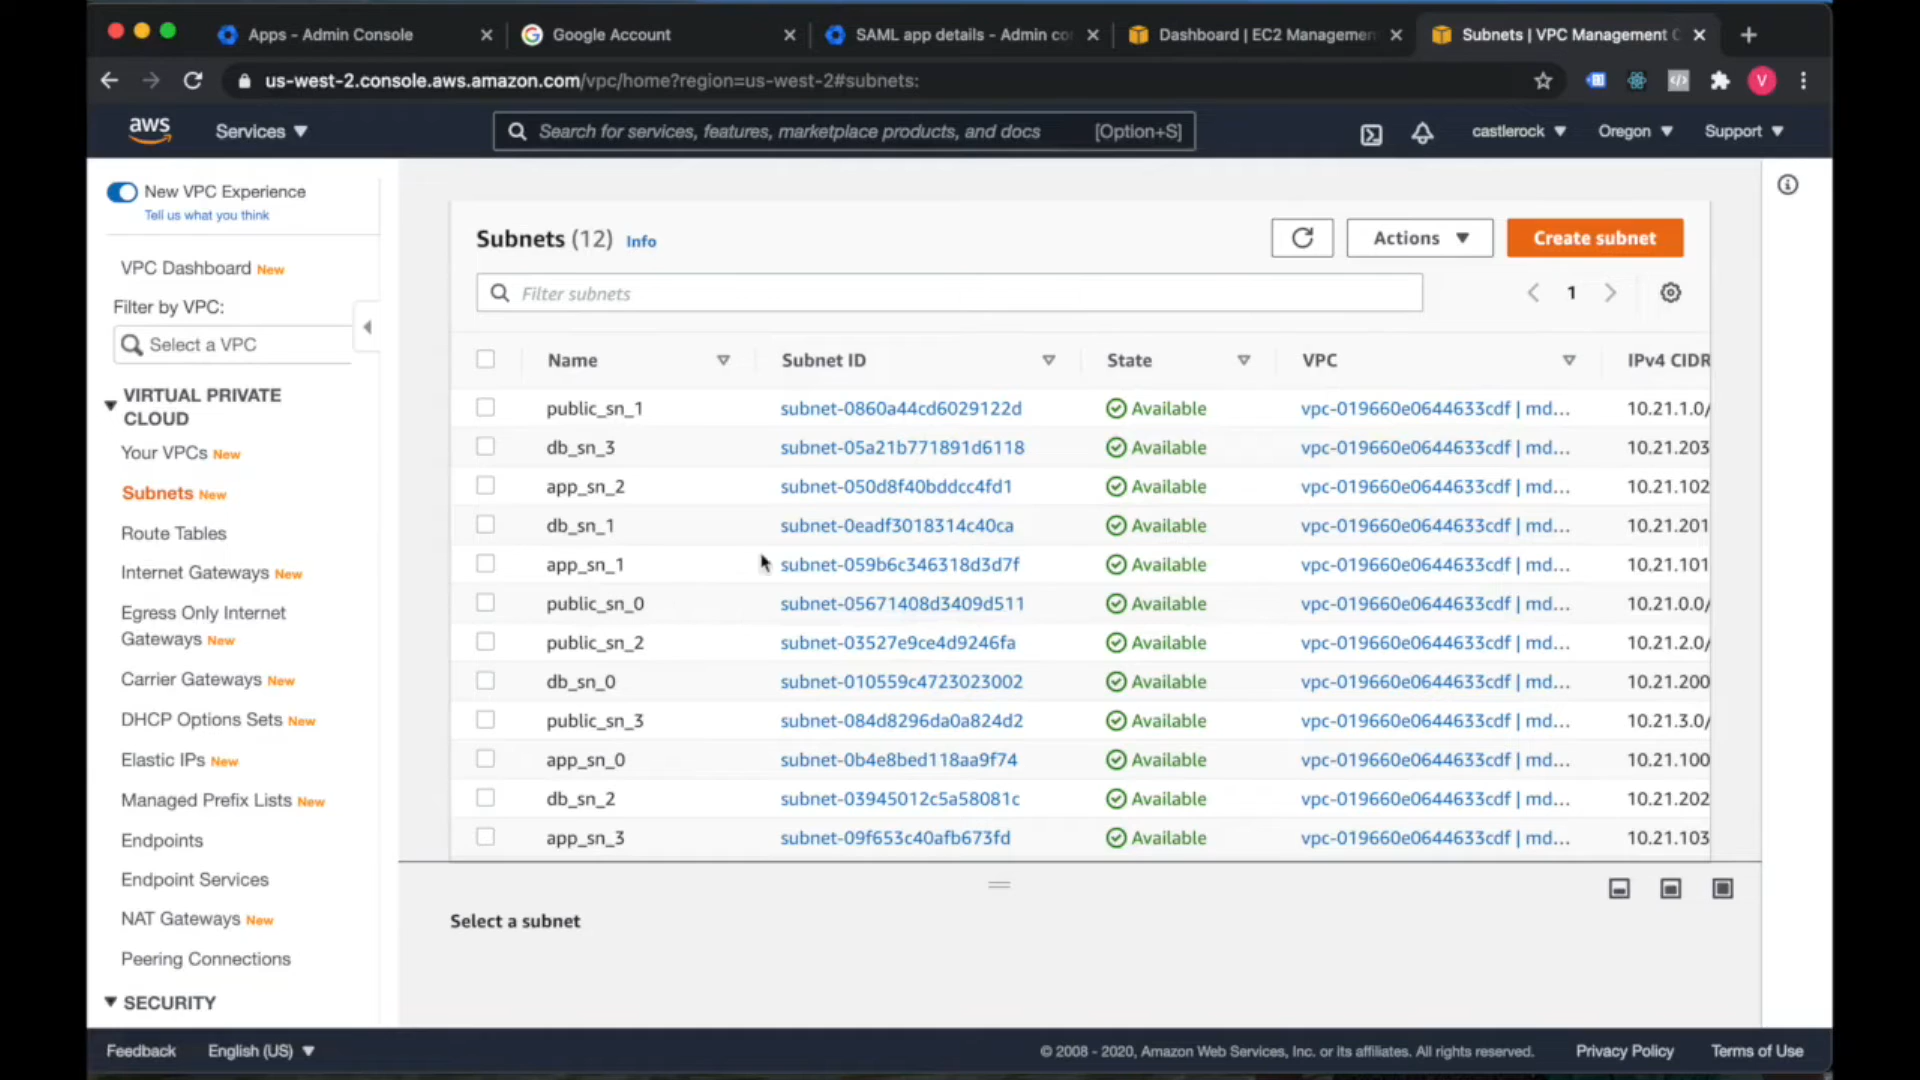 Apps - Admin Console
Google Account
SAML app details - Admin co
Dashboard | EC2 Managemen
Subnets | VPC Management C
us-west-2.console.aws.amazon.com/vpc/home?region=us-west-2#subnets:
V
aws
Services
Search for services, features, marketplace products, and docs [Option+S]
castlerock
Oregon
Support
New VPC Experience
Tell us what you think
VPC Dashboard New
Filter by VPC:
Select a VPC
VIRTUAL PRIVATE
CLOUD
Your VPCs New
Subnets New
Route Tables
Internet Gateways New
Egress Only Internet
Gateways New
Carrier Gateways New
DHCP Options Sets New
Elastic IPs New
Managed Prefix Lists New
Endpoints
Endpoint Services
NAT Gateways New
Peering Connections
SECURITY
Subnets (12) Info
Actions
Create subnet
Filter subnets
1
Name Subnet ID State VPC IPv4 CIDR
public_sn_1 subnet-0860a44cd6029122d Available vpc-019660e0644633cdf | md... 10.21.1.0/
db_sn_3 subnet-05a21b771891d6118 Available vpc-019660e0644633cdf | md... 10.21.203
app_sn_2 subnet-050d8f40bddcc4fd1 Available vpc-019660e0644633cdf | md... 10.21.102
db_sn_1 subnet-0eadf3018314c40ca Available vpc-019660e0644633cdf | md... 10.21.201
app_sn_1 subnet-059b6c346318d3d7f Available vpc-019660e0644633cdf | md... 10.21.101
public_sn_0 subnet-05671408d3409d511 Available vpc-019660e0644633cdf | md... 10.21.0.0/
public_sn_2 subnet-03527e9ce4d9246fa Available vpc-019660e0644633cdf | md... 10.21.2.0/
db_sn_0 subnet-010559c4723023002 Available vpc-019660e0644633cdf | md... 10.21.200
public_sn_3 subnet-084d8296da0a824d2 Available vpc-019660e0644633cdf | md... 10.21.3.0/
app_sn_0 subnet-0b4e8bed118aa9f74 Available vpc-019660e0644633cdf | md... 10.21.100
db_sn_2 subnet-03945012c5a58081c Available vpc-019660e0644633cdf | md... 10.21.202
app_sn_3 subnet-09f653c40afb673fd Available vpc-019660e0644633cdf | md... 10.21.103
Select a subnet
Feedback
English (US)
© 2008 - 2020, Amazon Web Services, Inc. or its affiliates. All rights reserved.
Privacy Policy
Terms of Use